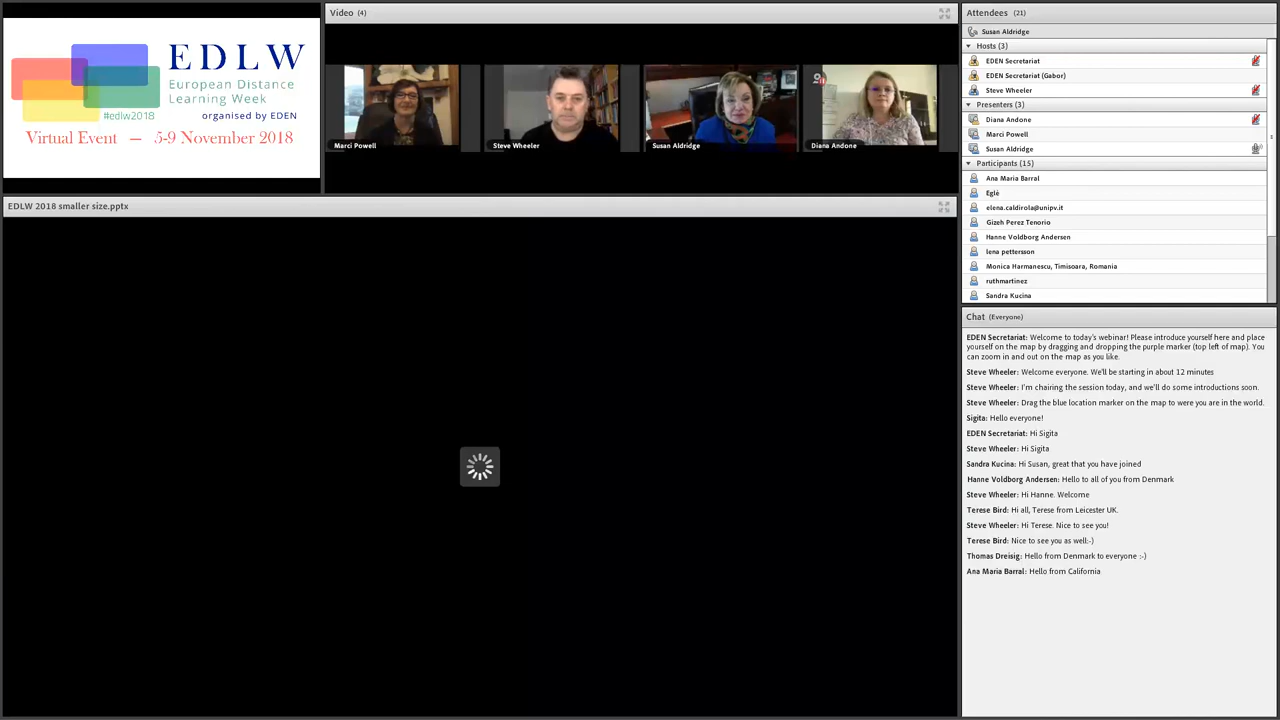 EDLW
European Distance
Learning Week
#edlw2018
organised by EDEN
Virtual Event — 5-9 November 2018
Video (4)
Marci Powell
Steve Wheeler
Susan Aldridge
Diana Andone
EDLW 2018 smaller size.pptx
Attendees (21)
Susan Aldridge
Hosts (3)
EDEN Secretariat
EDEN Secretariat (Gabor)
Steve Wheeler
Presenters (3)
Diana Andone
Marci Powell
Susan Aldridge
Participants (15)
Ana Maria Barral
Eglė
elena.caldirola@unipv.it
Gizeh Perez Tenorio
Hanne Voldborg Andersen
lena pettersson
Monica Harmanescu, Timisoara, Romania
ruthmartinez
Sandra Kucina
Chat (Everyone)
EDEN Secretariat: Welcome to today's webinar! Please introduce yourself here and place
yourself on the map by dragging and dropping the purple marker (top left of map). You
can zoom in and out on the map as you like.
Steve Wheeler: Welcome everyone. We'll be starting in about 12 minutes
Steve Wheeler: I'm chairing the session today, and we'll do some introductions soon.
Steve Wheeler: Drag the blue location marker on the map to were you are in the world.
Sigita: Hello everyone!
EDEN Secretariat: Hi Sigita
Steve Wheeler: Hi Sigita
Sandra Kucina: Hi Susan, great that you have joined
Hanne Voldborg Andersen: Hello to all of you from Denmark
Steve Wheeler: Hi Hanne. Welcome
Terese Bird: Hi all, Terese from Leicester UK.
Steve Wheeler: Hi Terese. Nice to see you!
Terese Bird: Nice to see you as well:-)
Thomas Dreisig: Hello from Denmark to everyone :-)
Ana Maria Barral: Hello from California